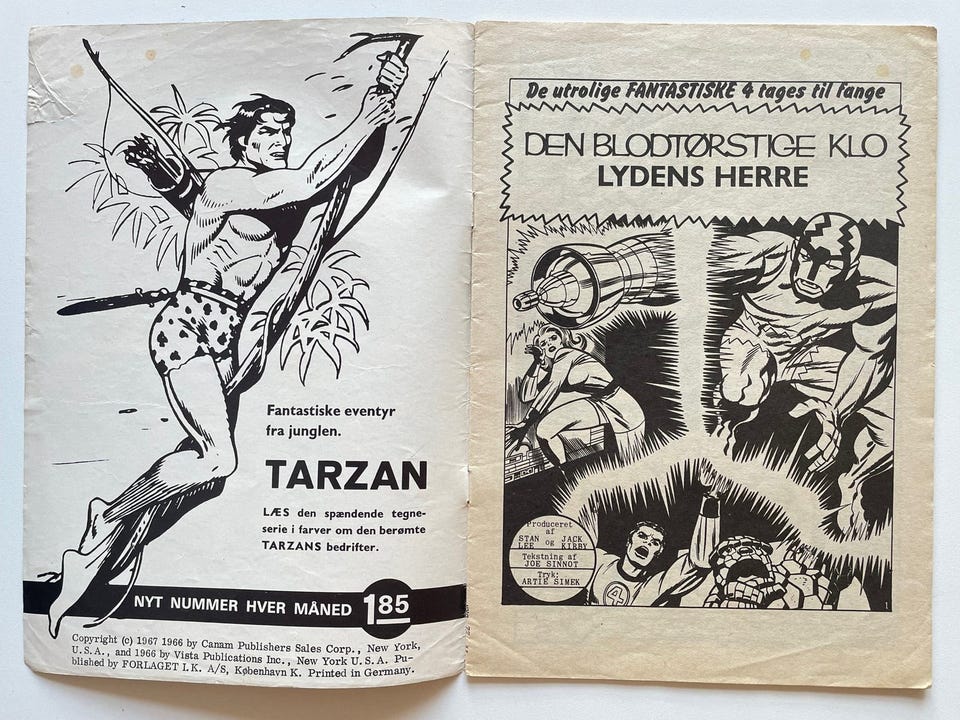 Fantastiske eventyr
fra junglen.
TARZAN
LÆS den spændende tegne-
serie i farver om den berømte
TARZANS bedrifter.
NYT NUMMER HVER MÅNED 1 85
Copyright (c) 1967 1966 by Canam Publishers Sales Corp., New York,
U.S.A., and 1966 by Vista Publications Inc., New York U.S.A. Pu-
blished by FORLAGET I.K. A/S, København K. Printed in Germany.
De utrolige FANTASTISKE 4 tages til fange
DEN BLODTØRSTIGE KLO
LYDENS HERRE
Produceret
af
STAN og JACK
LEE KIRBY
Tekstning af
JOE SINNOT
Tryk:
ARTIE SIMEK
4
1